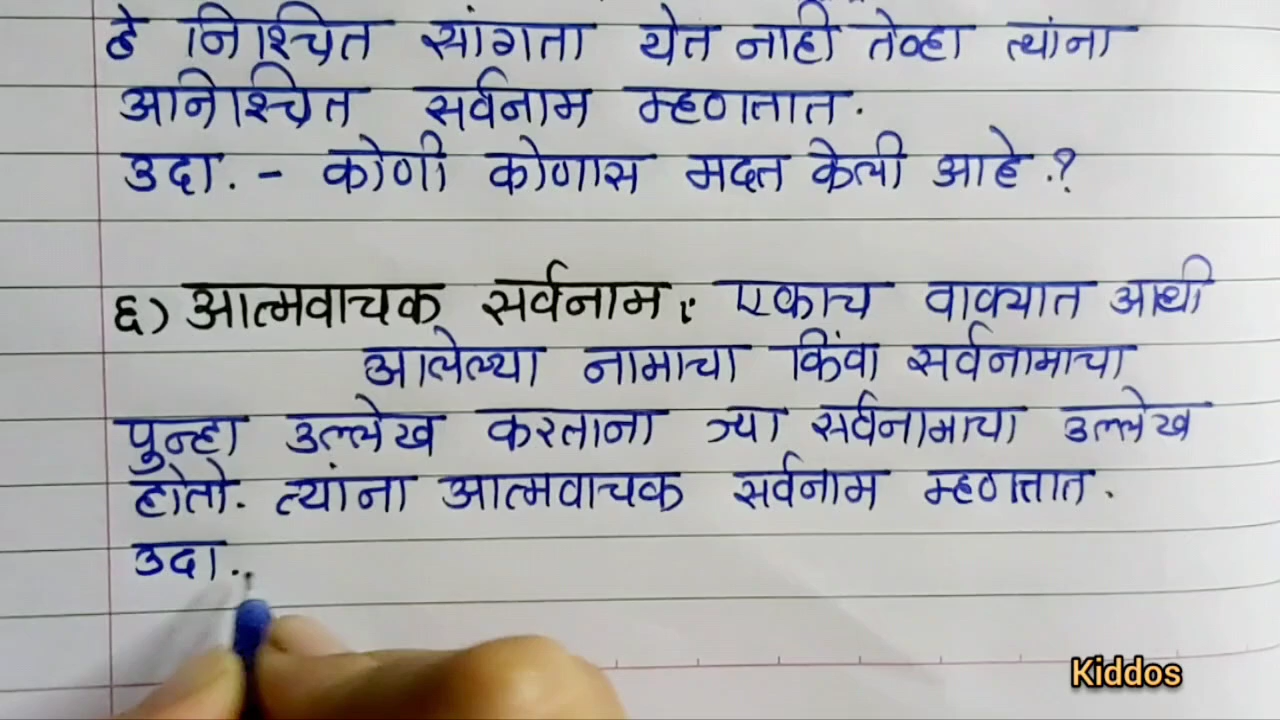 हे निश्चित सांगता येत नाही तेव्हा त्यांना
अनिश्चित सर्वनाम म्हणतात.
उदा. - कोणी कोणास मदत केली आहे.?
६) आत्मवाचक सर्वनाम : एकाच वाक्यात आधी
आलेल्या नामाचा किंवा सर्वनामाचा
पुन्हा उल्लेख करताना ज्या सर्वनामाचा उल्लेख
होतो. त्यांना आत्मवाचक सर्वनाम म्हणतात.
उदा..
Kiddos